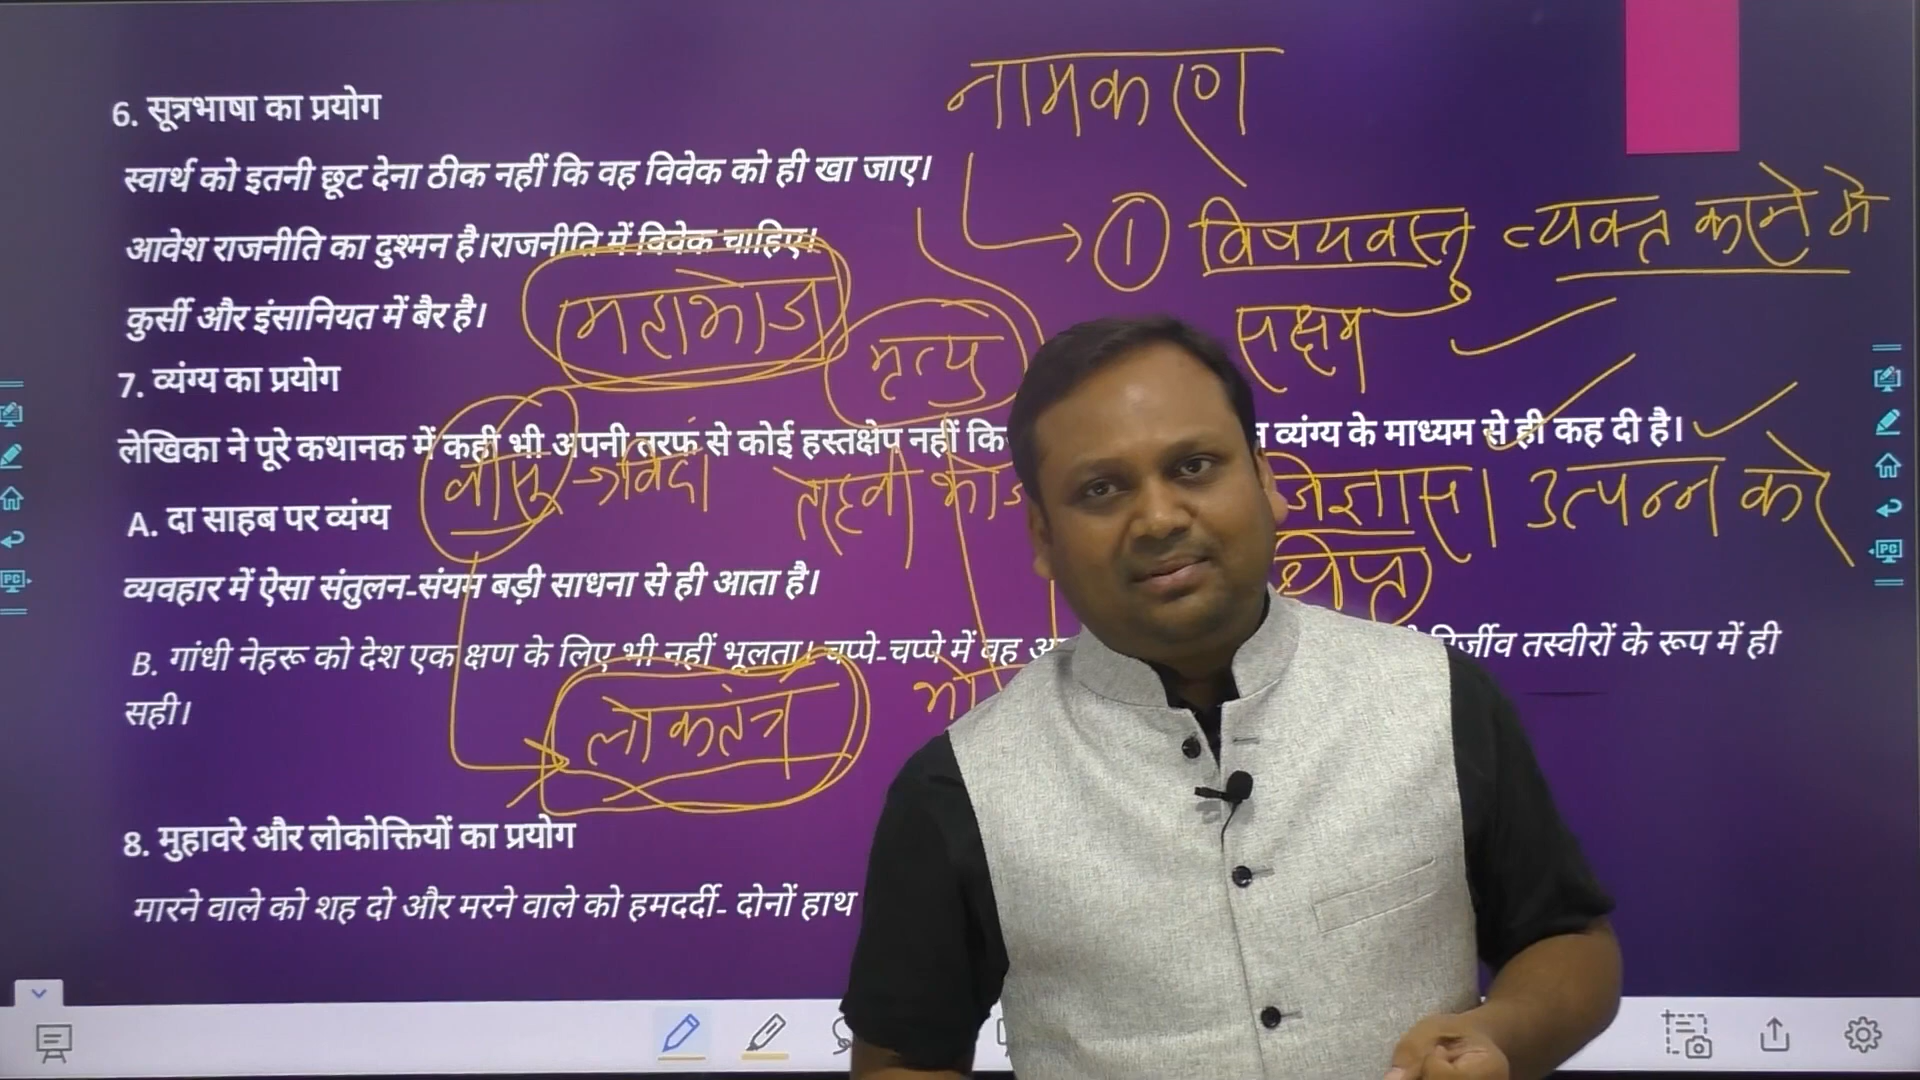 नामकरण
6. सूत्रभाषा का प्रयोग
स्वार्थ को इतनी छूट देना ठीक नहीं कि वह विवेक को ही खा जाए।
① विषयवस्तु व्यक्त करने में
सक्षम
आवेश राजनीति का दुश्मन है।राजनीति में विवेक चाहिए।
महाभोज
कुर्सी और इंसानियत में बैर है।
मृत्यु
7. व्यंग्य का प्रयोग
लेखिका ने पूरे कथानक में कही भी अपनी तरफ से कोई हस्तक्षेप नहीं व्यंग्य के माध्यम से ही कह दी है।
बीसू → बिंदा
जिज्ञासा उत्पन्न करे
A. दा साहब पर व्यंग्य
व्यवहार में ऐसा संतुलन-संयम बड़ी साधना से ही आता है।
B. गांधी नेहरू को देश एक क्षण के लिए भी नहीं भूलता। चप्पे-चप्पे में वह निर्जीव तस्वीरों के रूप में ही
सही।
लोकतंत्र
8. मुहावरे और लोकोक्तियों का प्रयोग
मारने वाले को शह दो और मरने वाले को हमदर्दी- दोनों हाथ